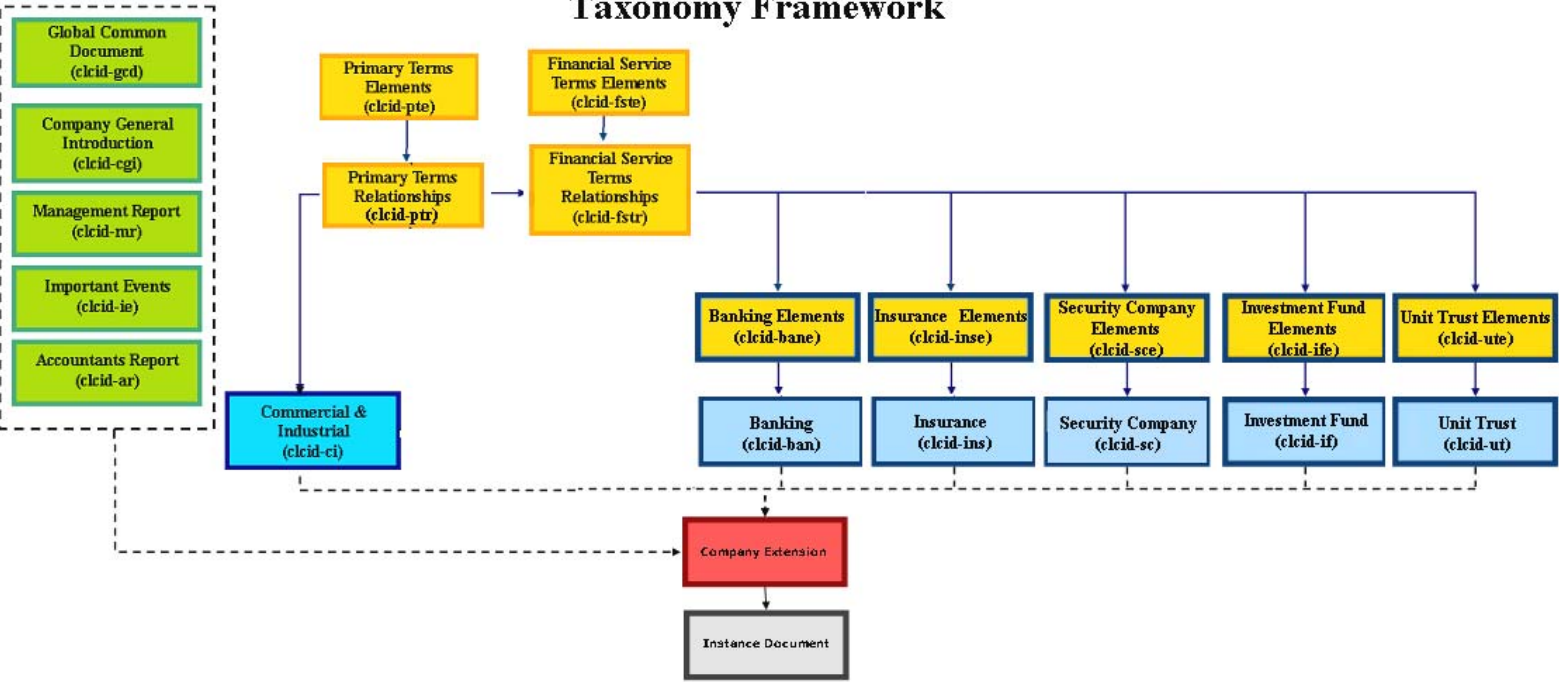 Taxonomy Framework
Global Common
Document
(clcid-gcd)
Company General
Introduction
(clcid-cgi)
Management Report
(clcid-mr)
Important Events
(clcid-ie)
Accountants Report
(clcid-ar)
Primary Terms
Elements
(clcid-pte)
Financial Service
Terms Elements
(clcid-fste)
Primary Terms
Relationships
(clcid-ptr)
Financial Service
Terms
Relationships
(clcid-fstr)
Banking Elements
(clcid-bane)
Insurance Elements
(clcid-inse)
Security Company
Elements
(clcid-sce)
Investment Fund
Elements
(clcid-ife)
Unit Trust Elements
(clcid-ute)
Commercial &
Industrial
(clcid-ci)
Banking
(clcid-ban)
Insurance
(clcid-ins)
Security Company
(clcid-sc)
Investment Fund
(clcid-if)
Unit Trust
(clcid-ut)
Company Extension
Instance Document